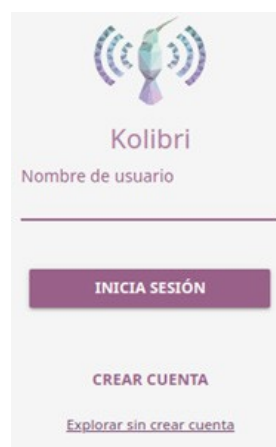 Kolibri
Nombre de usuario
INICIA SESIÓN
CREAR CUENTA
Explorar sin crear cuenta